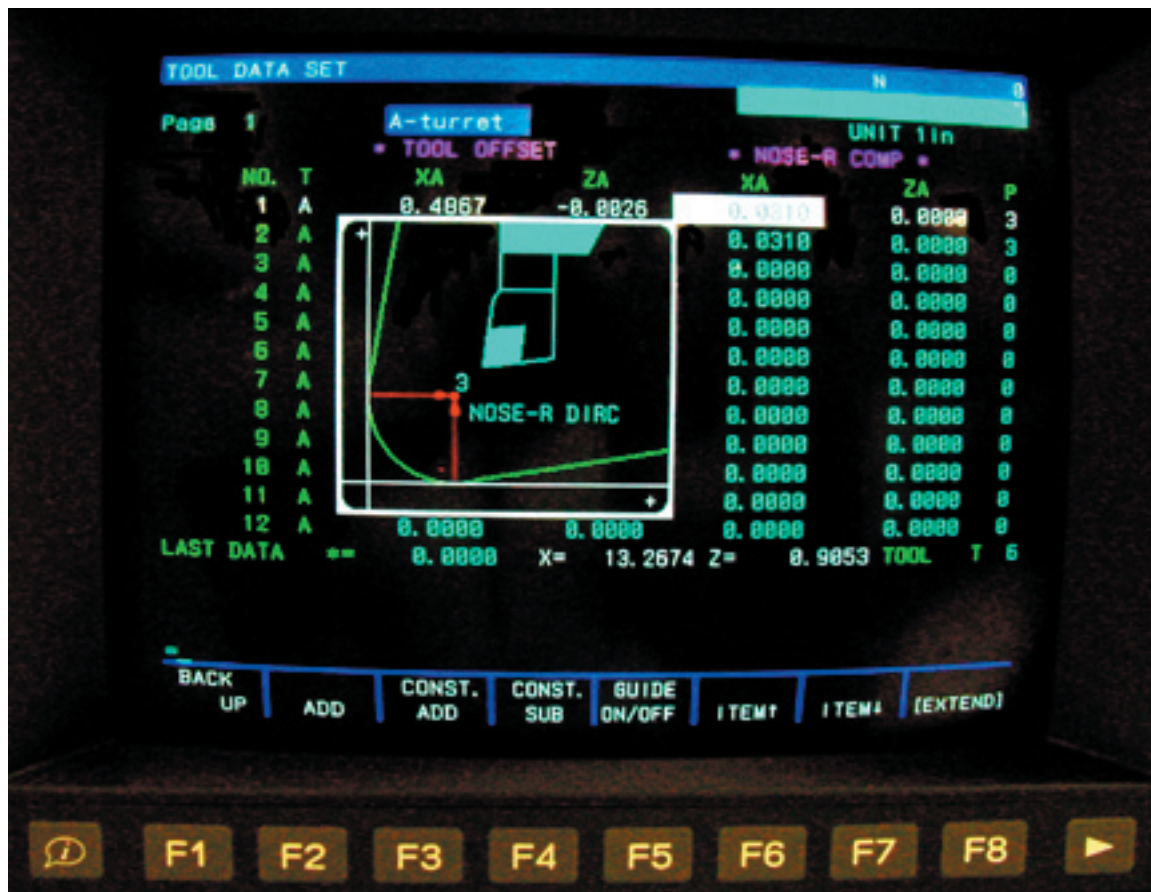 TOOL DATA SET N 0
Page 1 A-turret UNIT 1in
* TOOL OFFSET * NOSE-R COMP *
NO. T XA ZA XA ZA P
1 A 0.4867 -0.0026 0.0310 0.0000 3
2 A 0.0310 0.0000 3
3 A 0.0000 0.0000 0
4 A 0.0000 0.0000 0
5 A 0.0000 0.0000 0
6 A 0.0000 0.0000 0
7 A 0.0000 0.0000 0
8 A 0.0000 0.0000 0
9 A 0.0000 0.0000 0
10 A 0.0000 0.0000 0
11 A 0.0000 0.0000 0
12 A 0.0000 0.0000 0.0000 0.0000 0
3
NOSE-R DIRC
LAST DATA *= 0.0000 X= 13.2674 Z= 0.9053 TOOL T 6
=_
BACK UP ADD CONST. ADD CONST. SUB GUIDE ON/OFF ITEM↑ ITEM↓ [EXTEND]
i F1 F2 F3 F4 F5 F6 F7 F8